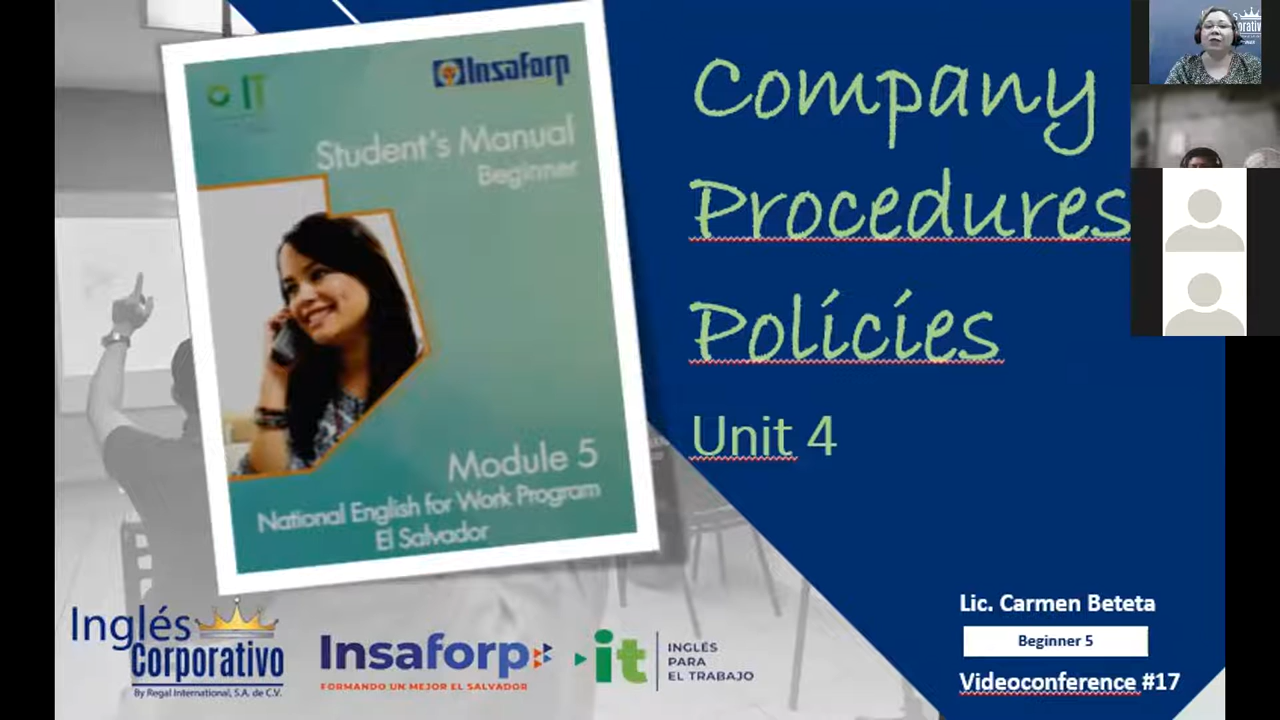 Insaforp
IT
Student's Manual
Beginner
Module 5
National English for Work Program
El Salvador
Company
Procedures
Policies
Unit 4
Inglés
Corporativo
By Regal International, S.A. de C.V.
Insaforp
FORMANDO UN MEJOR EL SALVADOR
it
INGLÉS
PARA
EL TRABAJO
Lic. Carmen Beteta
Beginner 5
Videoconference #17